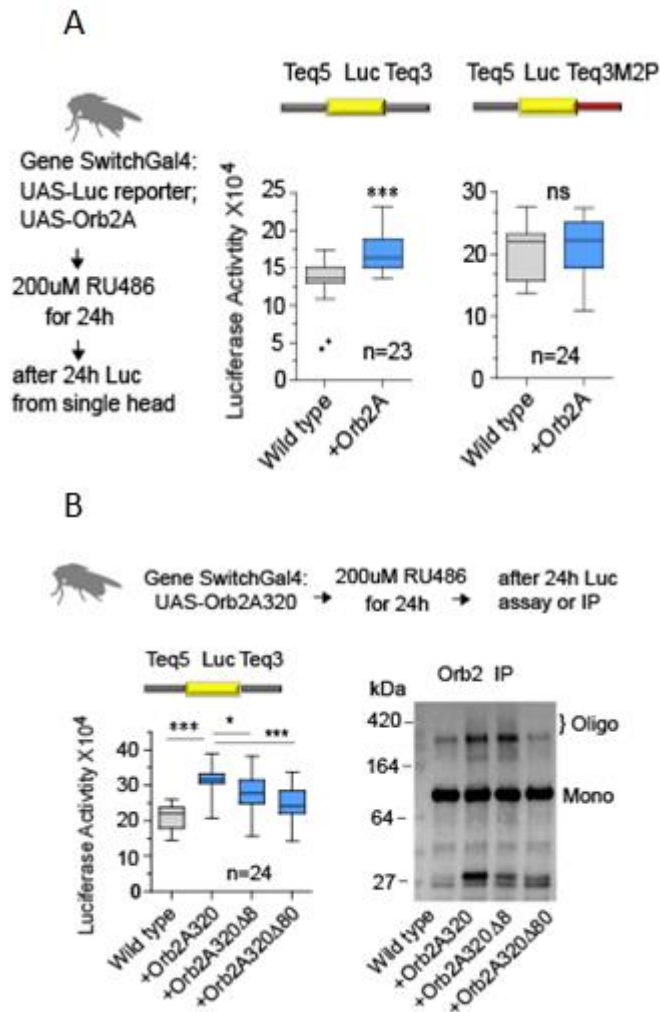 A
Teq5 Luc Teq3
Teq5 Luc Teq3M2P
Gene SwitchGal4:
UAS-Luc reporter;
UAS-Orb2A
200uM RU486
for 24h
after 24h Luc
from single head
Luciferase Activtity X10⁴
25
20
15
10
5
0
***
n=23
Wild type
+Orb2A
30
20
10
0
ns
n=24
Wild type
+Orb2A
B
Gene SwitchGal4:
UAS-Orb2A320
200uM RU486
for 24h
after 24h Luc
assay or IP
Teq5 Luc Teq3
Luciferase Activtity X10⁴
40
30
20
10
0
***
*
***
n=24
Wild type
+Orb2A320
+Orb2A320Δ8
+Orb2A320Δ80
Orb2 IP
kDa
420
164
64
27
} Oligo
Mono
Wild type
+Orb2A320
+Orb2A320Δ8
+Orb2A320Δ80